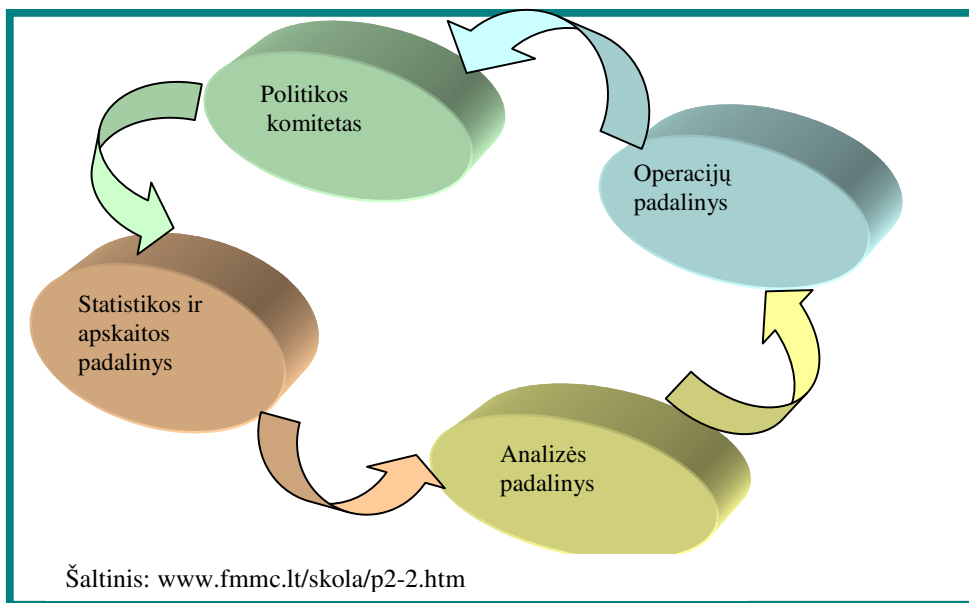 Politikos
komitetas
Operacijų
padalinys
Statistikos ir
apskaitos
padalinys
Analizės
padalinys
Šaltinis: www.fmmc.lt/skola/p2-2.htm